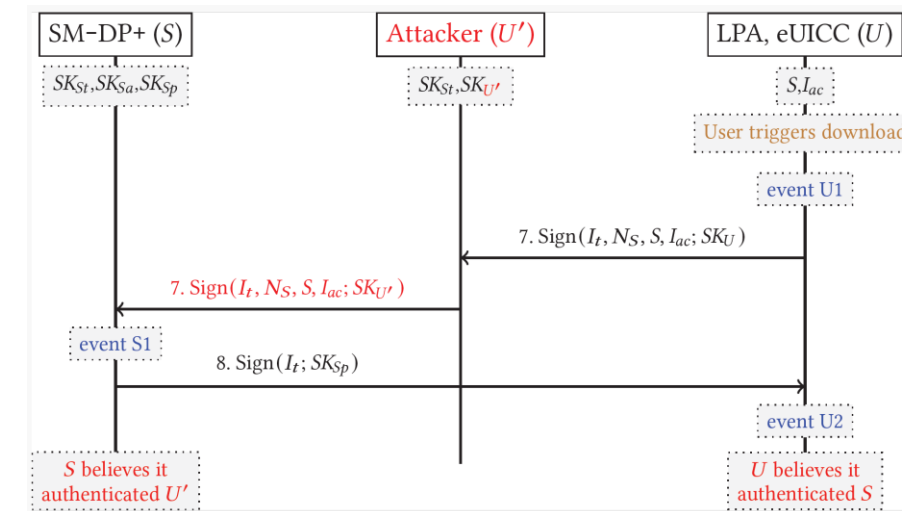 SM-DP+ (S)
Attacker (U′)
LPA, eUICC (U)
SK_St,SK_Sa,SK_Sp
SK_St,SK_U′
S,I_ac
User triggers download
event U1
7. Sign(I_t, N_S, S, I_ac; SK_U)
7. Sign(I_t, N_S, S, I_ac; SK_U′)
event S1
8. Sign(I_t; SK_Sp)
event U2
S believes it
authenticated U′
U believes it
authenticated S